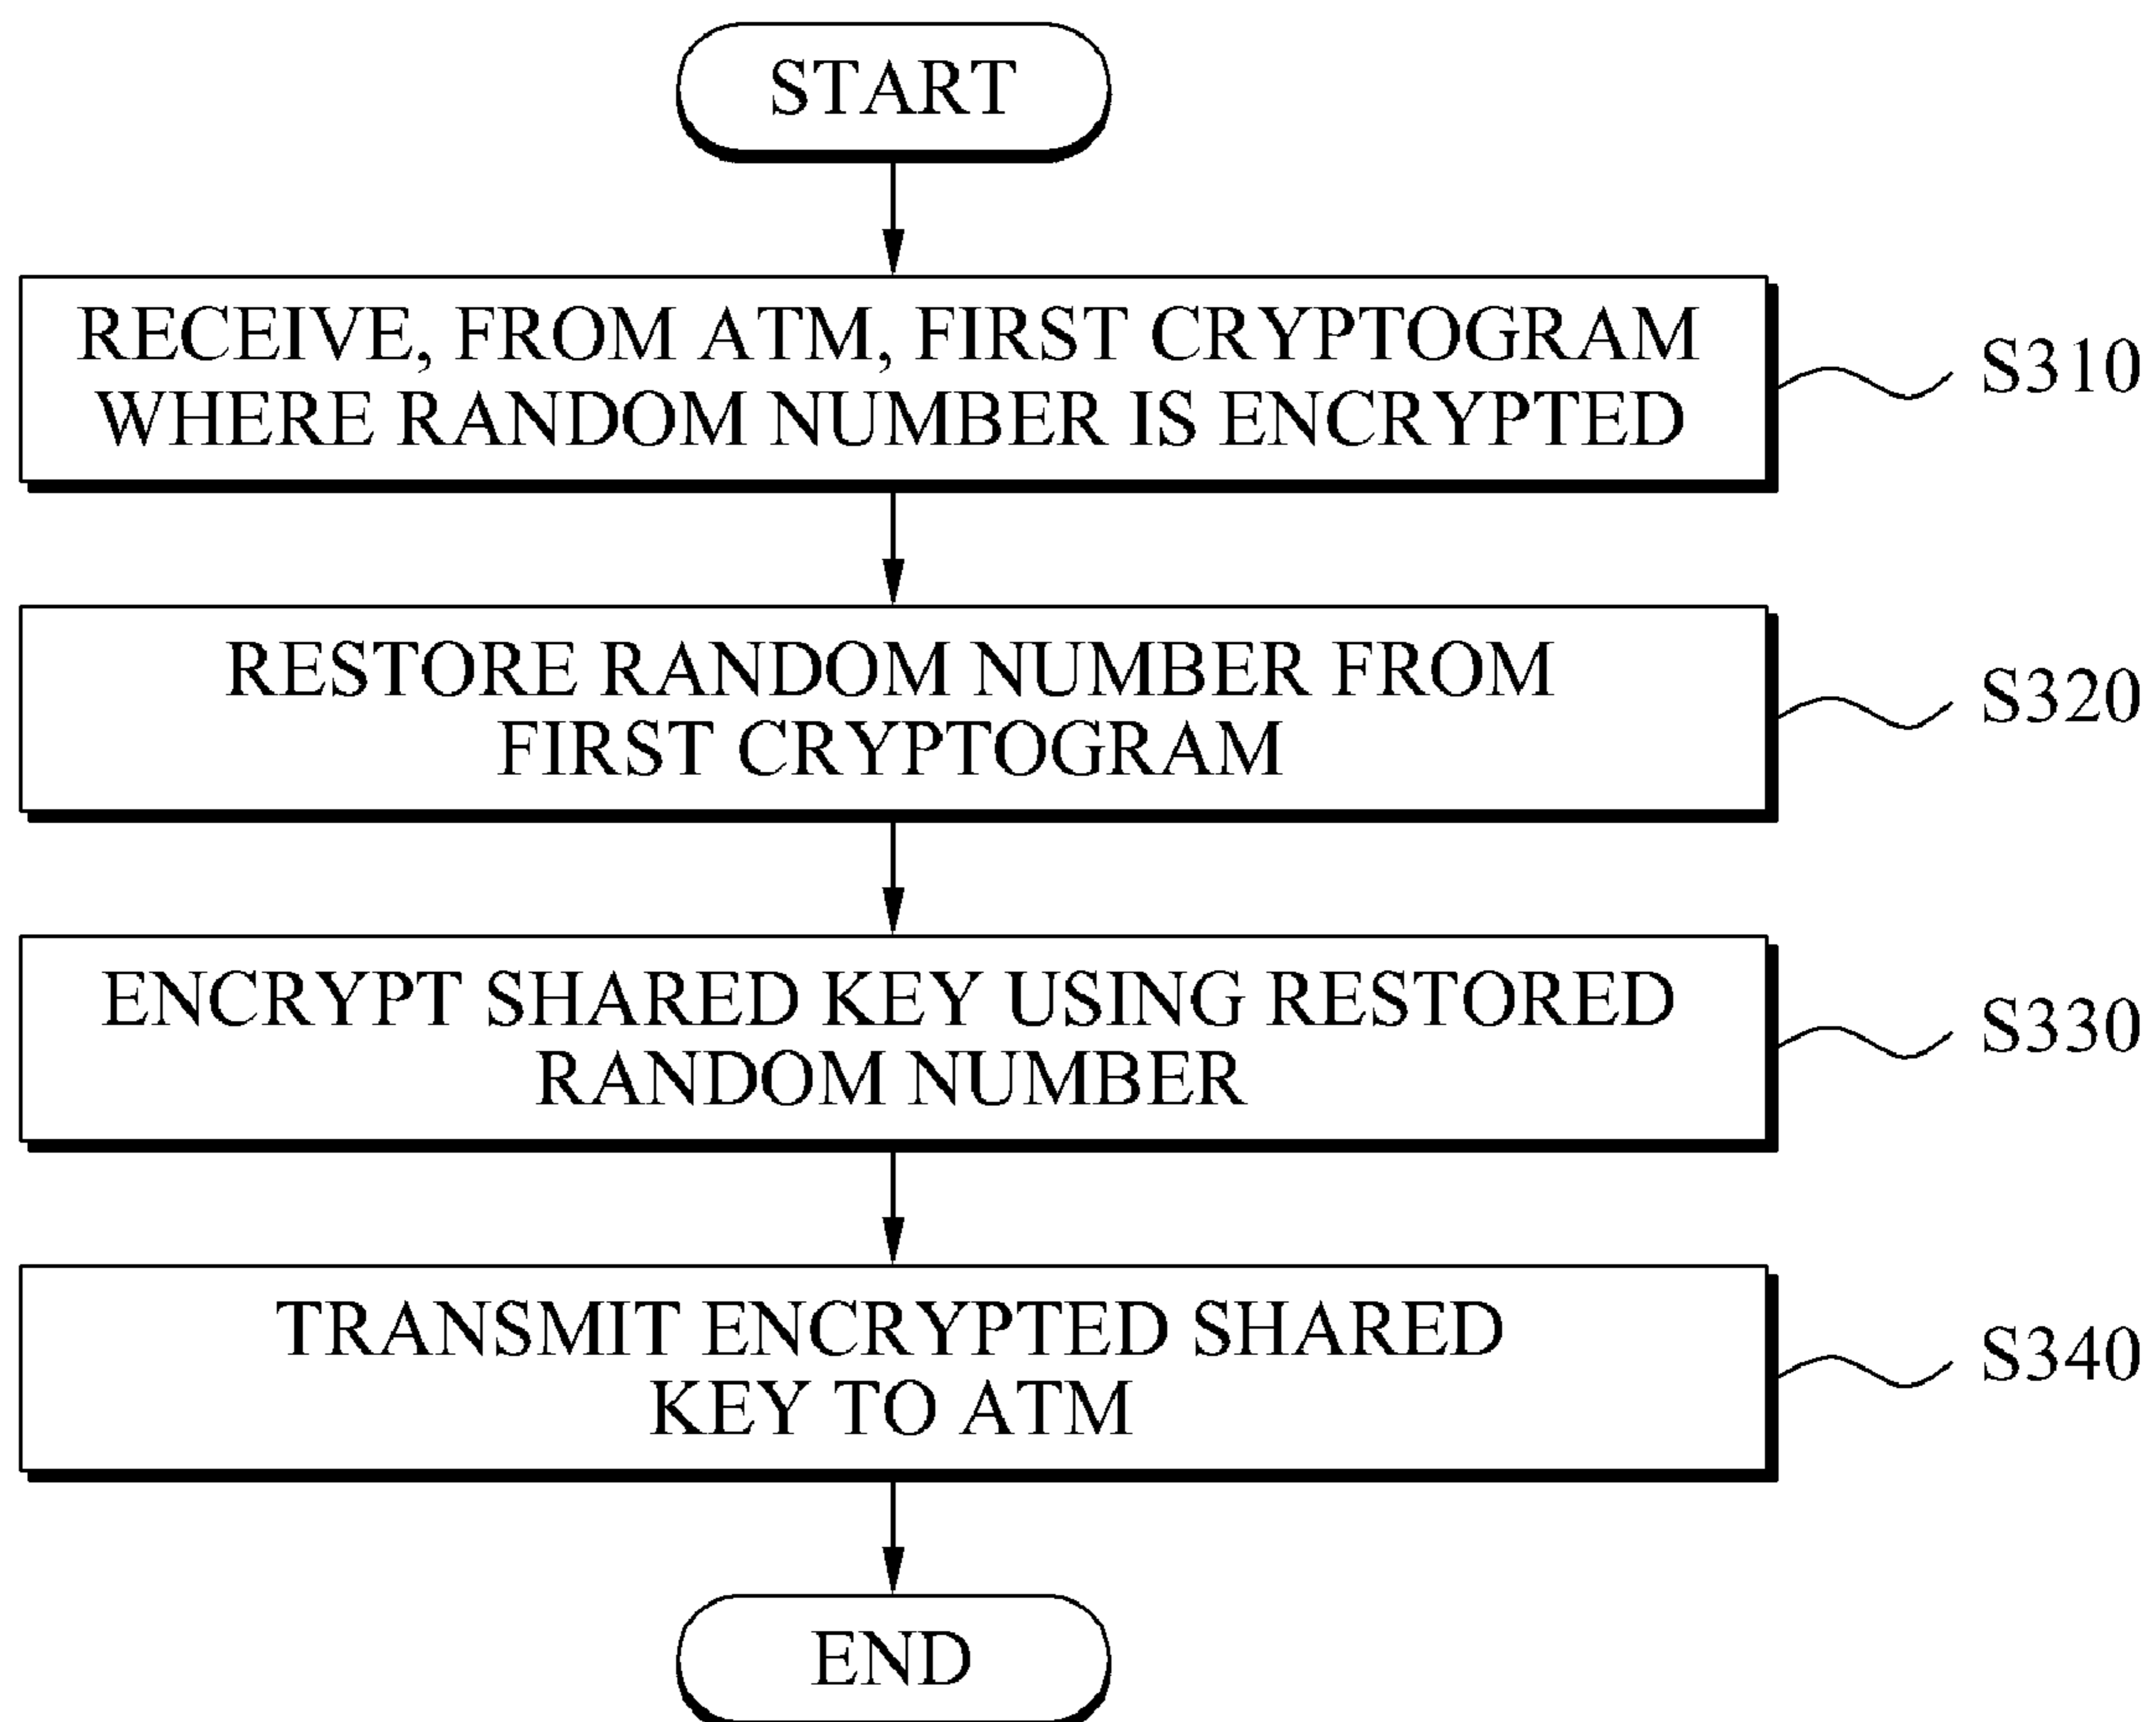 START
RECEIVE, FROM ATM, FIRST CRYPTOGRAM
WHERE RANDOM NUMBER IS ENCRYPTED
S310
RESTORE RANDOM NUMBER FROM
FIRST CRYPTOGRAM
S320
ENCRYPT SHARED KEY USING RESTORED
RANDOM NUMBER
S330
TRANSMIT ENCRYPTED SHARED
KEY TO ATM
S340
END